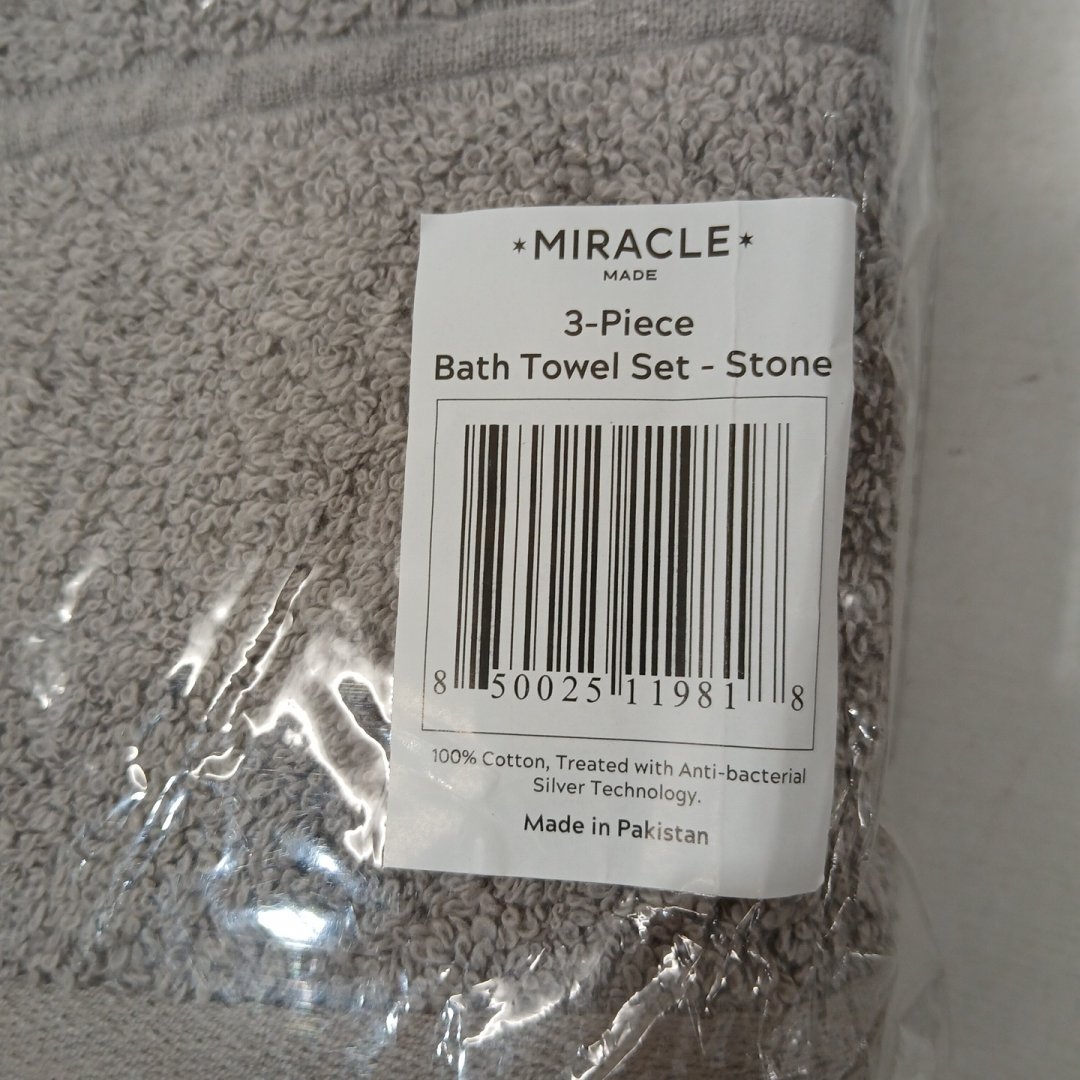 *MIRACLE*
MADE
3-Piece
Bath Towel Set - Stone
8 50025 11981 8
100% Cotton, Treated with Anti-bacterial
Silver Technology.
Made in Pakistan